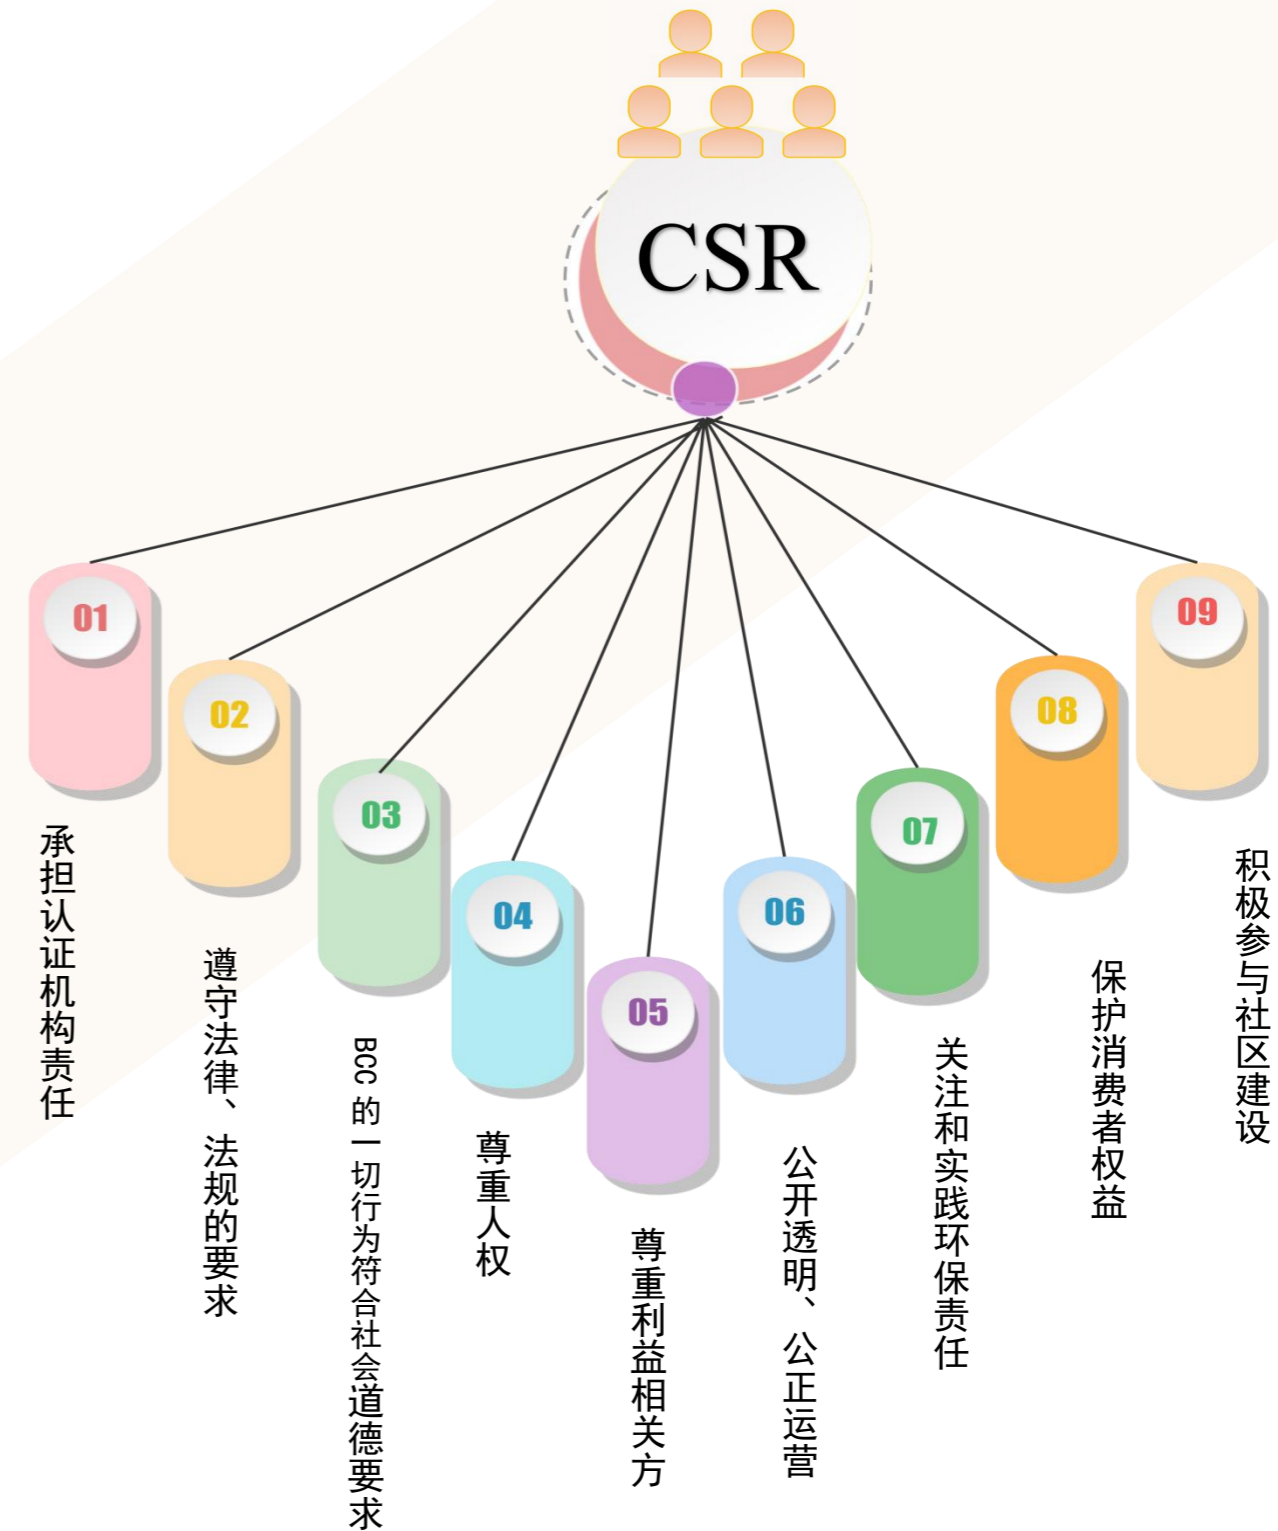 CSR
01
承担认证机构责任
02
遵守法律、法规的要求
03
BCC 的一切行为符合社会道德要求
04
尊重人权
05
尊重利益相关方
06
公开透明、公正运营
07
关注和实践环保责任
08
保护消费者权益
09
积极参与社区建设